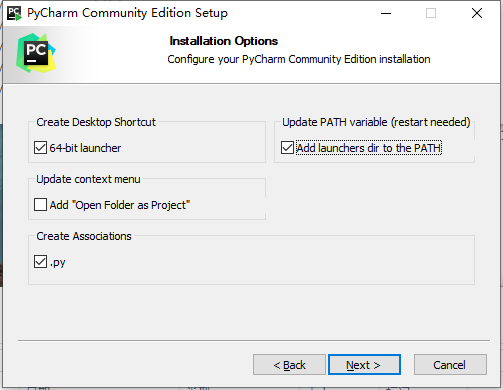 PyCharm Community Edition Setup
PC
Installation Options
Configure your PyCharm Community Edition installation
Create Desktop Shortcut
64-bit launcher
Update PATH variable (restart needed)
Add launchers dir to the PATH
Update context menu
Add "Open Folder as Project"
Create Associations
.py
< Back
Next >
Cancel